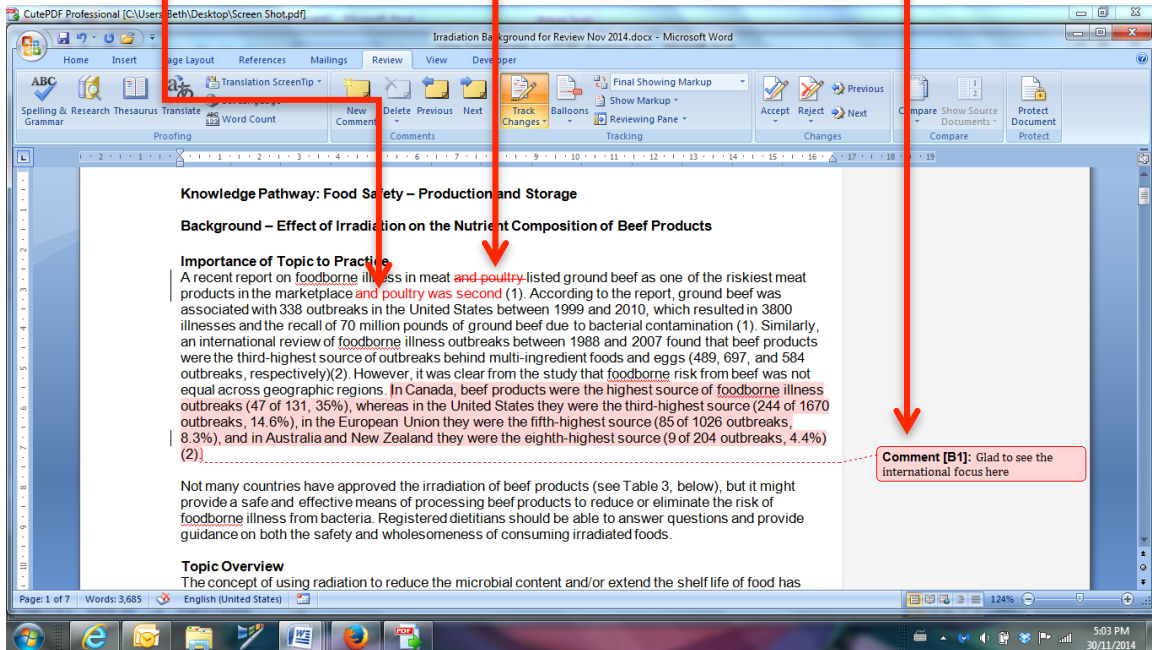 CutePDF Professional [C:\Users\Beth\Desktop\Screen Shot.pdf]
Irradiation Background for Review Nov 2014.docx - Microsoft Word
Home Insert Page Layout References Mailings Review View Developer
ABC Translation ScreenTip Final Showing Markup Previous
Show Markup
Spelling & Grammar Research Thesaurus Translate Word Count New Comment Delete Previous Next Track Changes Balloons Reviewing Pane Accept Reject Next Compare Show Source Documents Protect Document
Proofing Comments Tracking Changes Compare Protect
Knowledge Pathway: Food Safety – Production and Storage
Background – Effect of Irradiation on the Nutrient Composition of Beef Products
Importance of Topic to Practice
A recent report on foodborne illness in meat and poultry listed ground beef as one of the riskiest meat
products in the marketplace and poultry was second (1). According to the report, ground beef was
associated with 338 outbreaks in the United States between 1999 and 2010, which resulted in 3800
illnesses and the recall of 70 million pounds of ground beef due to bacterial contamination (1). Similarly,
an international review of foodborne illness outbreaks between 1988 and 2007 found that beef products
were the third-highest source of outbreaks behind multi-ingredient foods and eggs (489, 697, and 584
outbreaks, respectively)(2). However, it was clear from the study that foodborne risk from beef was not
equal across geographic regions. In Canada, beef products were the highest source of foodborne illness
outbreaks (47 of 131, 35%), whereas in the United States they were the third-highest source (244 of 1670
outbreaks, 14.6%), in the European Union they were the fifth-highest source (85 of 1026 outbreaks,
8.3%), and in Australia and New Zealand they were the eighth-highest source (9 of 204 outbreaks, 4.4%)
(2).
Comment [B1]: Glad to see the
international focus here
Not many countries have approved the irradiation of beef products (see Table 3, below), but it might
provide a safe and effective means of processing beef products to reduce or eliminate the risk of
foodborne illness from bacteria. Registered dietitians should be able to answer questions and provide
guidance on both the safety and wholesomeness of consuming irradiated foods.
Topic Overview
The concept of using radiation to reduce the microbial content and/or extend the shelf life of food has
Page: 1 of 7 Words: 3,685 English (United States) 124%
5:03 PM
30/11/2014